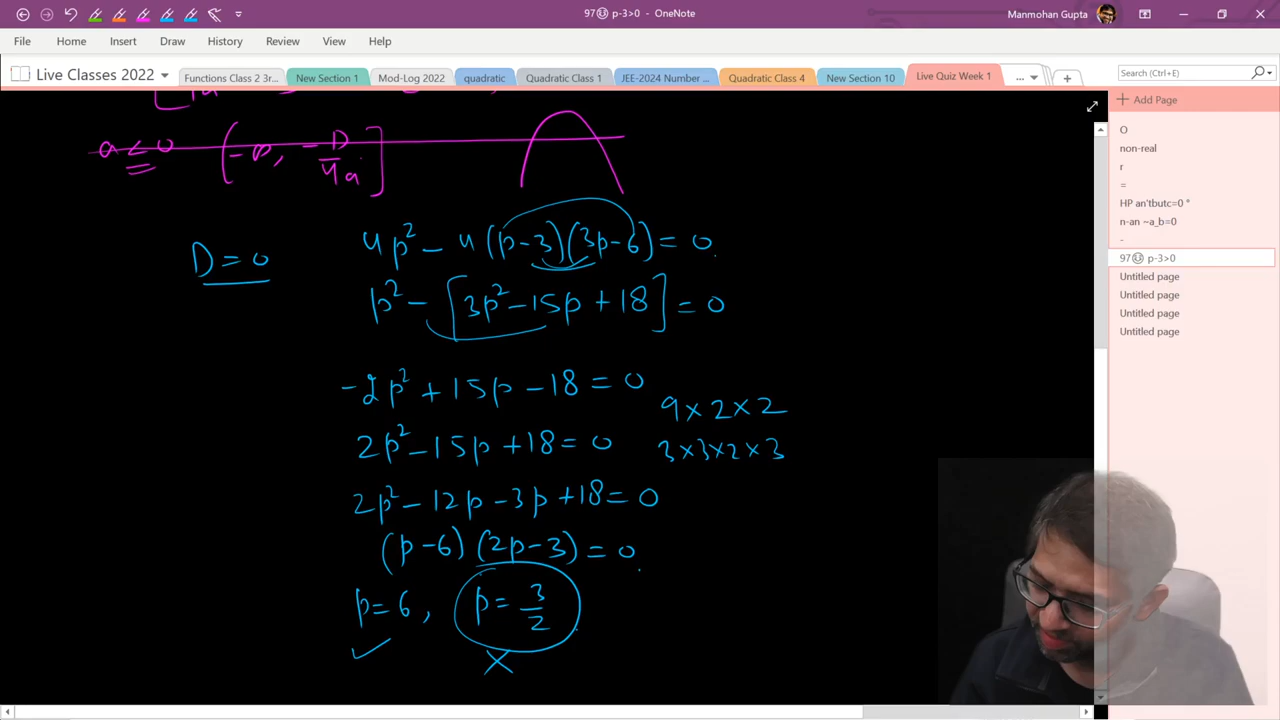 97 p-3>0 - OneNote
Manmohan Gupta
File Home Insert Draw History Review View Help
Live Classes 2022
Functions Class 2 3r...
New Section 1
Mod-Log 2022
quadratic
Quadratic Class 1
JEE-2024 Number ...
Quadratic Class 4
New Section 10
Live Quiz Week 1
...
Search (Ctrl+E)
Add Page
O
non-real
r
=
HP an'tbutc=0 °
n-an ~a_b=0
-
97 p-3>0
Untitled page
Untitled page
Untitled page
Untitled page
a < 0 (-∞, -D/4a]
D = 0
4p² - 4(p-3)(3p-6) = 0
p² - [3p² - 15p + 18] = 0
-2p² + 15p - 18 = 0
9 × 2 × 2
2p² - 15p + 18 = 0
3 × 3 × 2 × 3
2p² - 12p - 3p + 18 = 0
(p-6) (2p-3) = 0
p = 6, p = 3/2